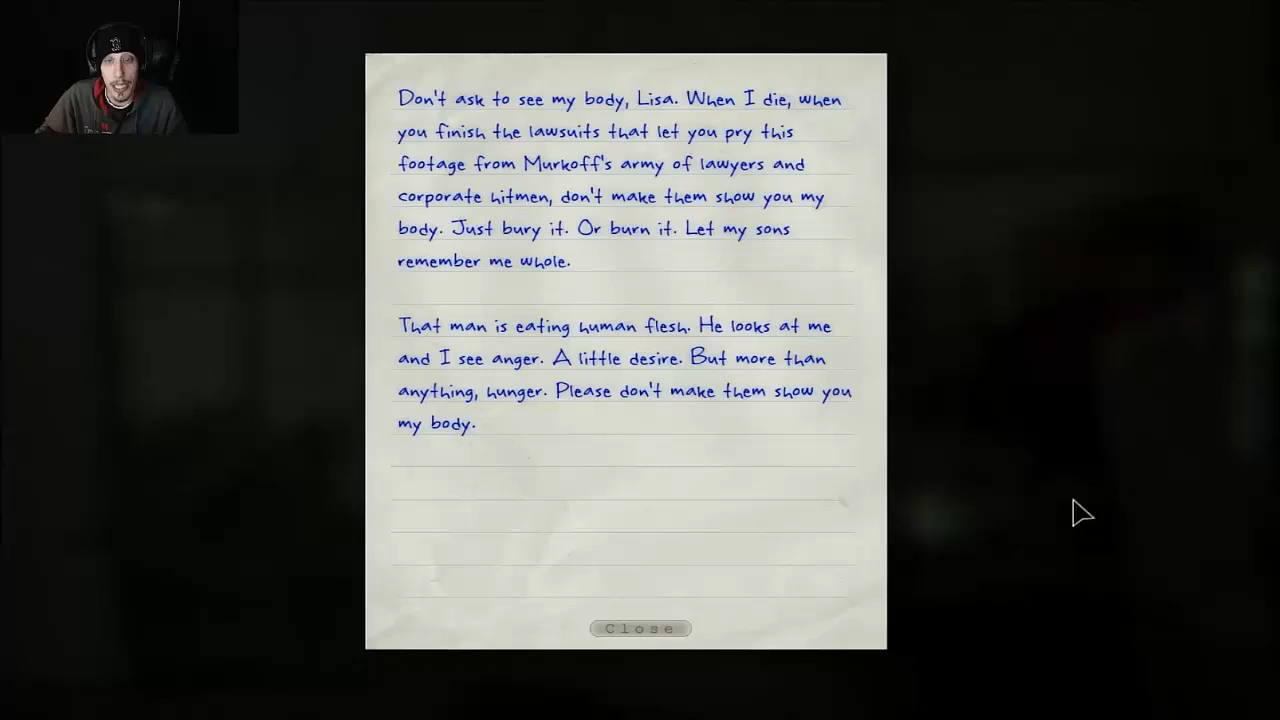 Don't ask to see my body, Lisa. When I die, when
you finish the lawsuits that let you pry this
footage from Murkoff's army of lawyers and
corporate hitmen, don't make them show you my
body. Just bury it. Or burn it. Let my sons
remember me whole.
That man is eating human flesh. He looks at me
and I see anger. A little desire. But more than
anything, hunger. Please don't make them show you
my body.
Close